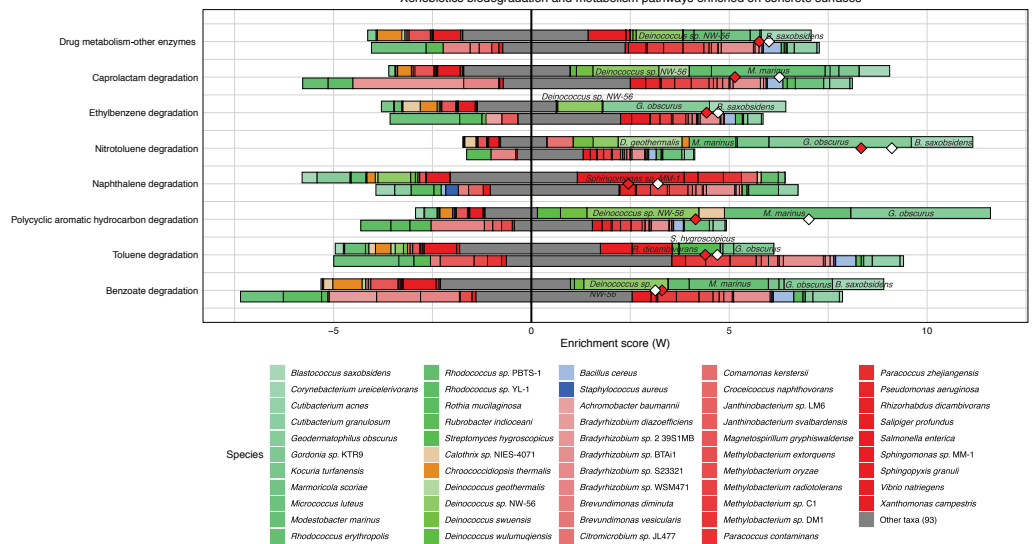 Xenobiotics biodegradation and metabolism pathways enriched on concrete surfaces
Drug metabolism-other enzymes
Deinococcus sp. NW-56
B. saxobsidens
Caprolactam degradation
Deinococcus sp. NW-56
M. marinus
Deinococcus sp, NW-56
Ethylbenzene degradation
G. obscurus
B. saxobsidens
Nitrotoluene degradation
D. geothermalis
M. marinus
G. obscurus
B. saxobsidens
Naphthalene degradation
Sphingomonas sp. MM-1
Polycyclic aromatic hydrocarbon degradation
Deinococcus sp. NW-56
M. marinus
G. obscurus
S. hygroscopicus
Toluene degradation
R. dicambivorans
G. obscurus
Benzoate degradation
Deinococcus sp.
NW-56
M. marinus
G. obscurus
B. saxobsidens
−5 0 5 10
Enrichment score (W)
Species
Blastococcus saxobsidens
Corynebacterium ureicelerivorans
Cutibacterium acnes
Cutibacterium granulosum
Geodermatophilus obscurus
Gordonia sp. KTR9
Kocuria turfanensis
Marmoricola scoriae
Micrococcus luteus
Modestobacter marinus
Rhodococcus erythropolis
Rhodococcus sp. PBTS-1
Rhodococcus sp. YL-1
Rothia mucilaginosa
Rubrobacter indioceani
Streptomyces hygroscopicus
Calothrix sp. NIES-4071
Chroococcidiopsis thermalis
Deinococcus geothermalis
Deinococcus sp. NW-56
Deinococcus swuensis
Deinococcus wulumuqiensis
Bacillus cereus
Staphylococcus aureus
Achromobacter baumannii
Bradyrhizobium diazoefficiens
Bradyrhizobium sp. 2 39S1MB
Bradyrhizobium sp. BTAi1
Bradyrhizobium sp. S23321
Bradyrhizobium sp. WSM471
Brevundimonas diminuta
Brevundimonas vesicularis
Citromicrobium sp. JL477
Comamonas kerstersii
Croceicoccus naphthovorans
Janthinobacterium sp. LM6
Janthinobacterium svalbardensis
Magnetospirillum gryphiswaldense
Methylobacterium extorquens
Methylobacterium oryzae
Methylobacterium radiotolerans
Methylobacterium sp. C1
Methylobacterium sp. DM1
Paracoccus contaminans
Paracoccus zhejiangensis
Pseudomonas aeruginosa
Rhizorhabdus dicambivorans
Salipiger profundus
Salmonella enterica
Sphingomonas sp. MM-1
Sphingopyxis granuli
Vibrio natriegens
Xanthomonas campestris
Other taxa (93)